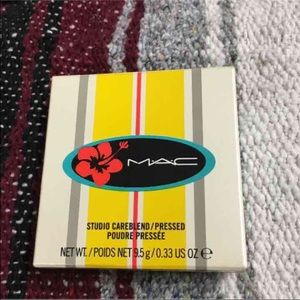 MAC
STUDIO CAREBLEND/PRESSED
POUDRE PRESSÉE
NET WT. / POIDS NET 9.5 g / 0.33 US OZ ℮